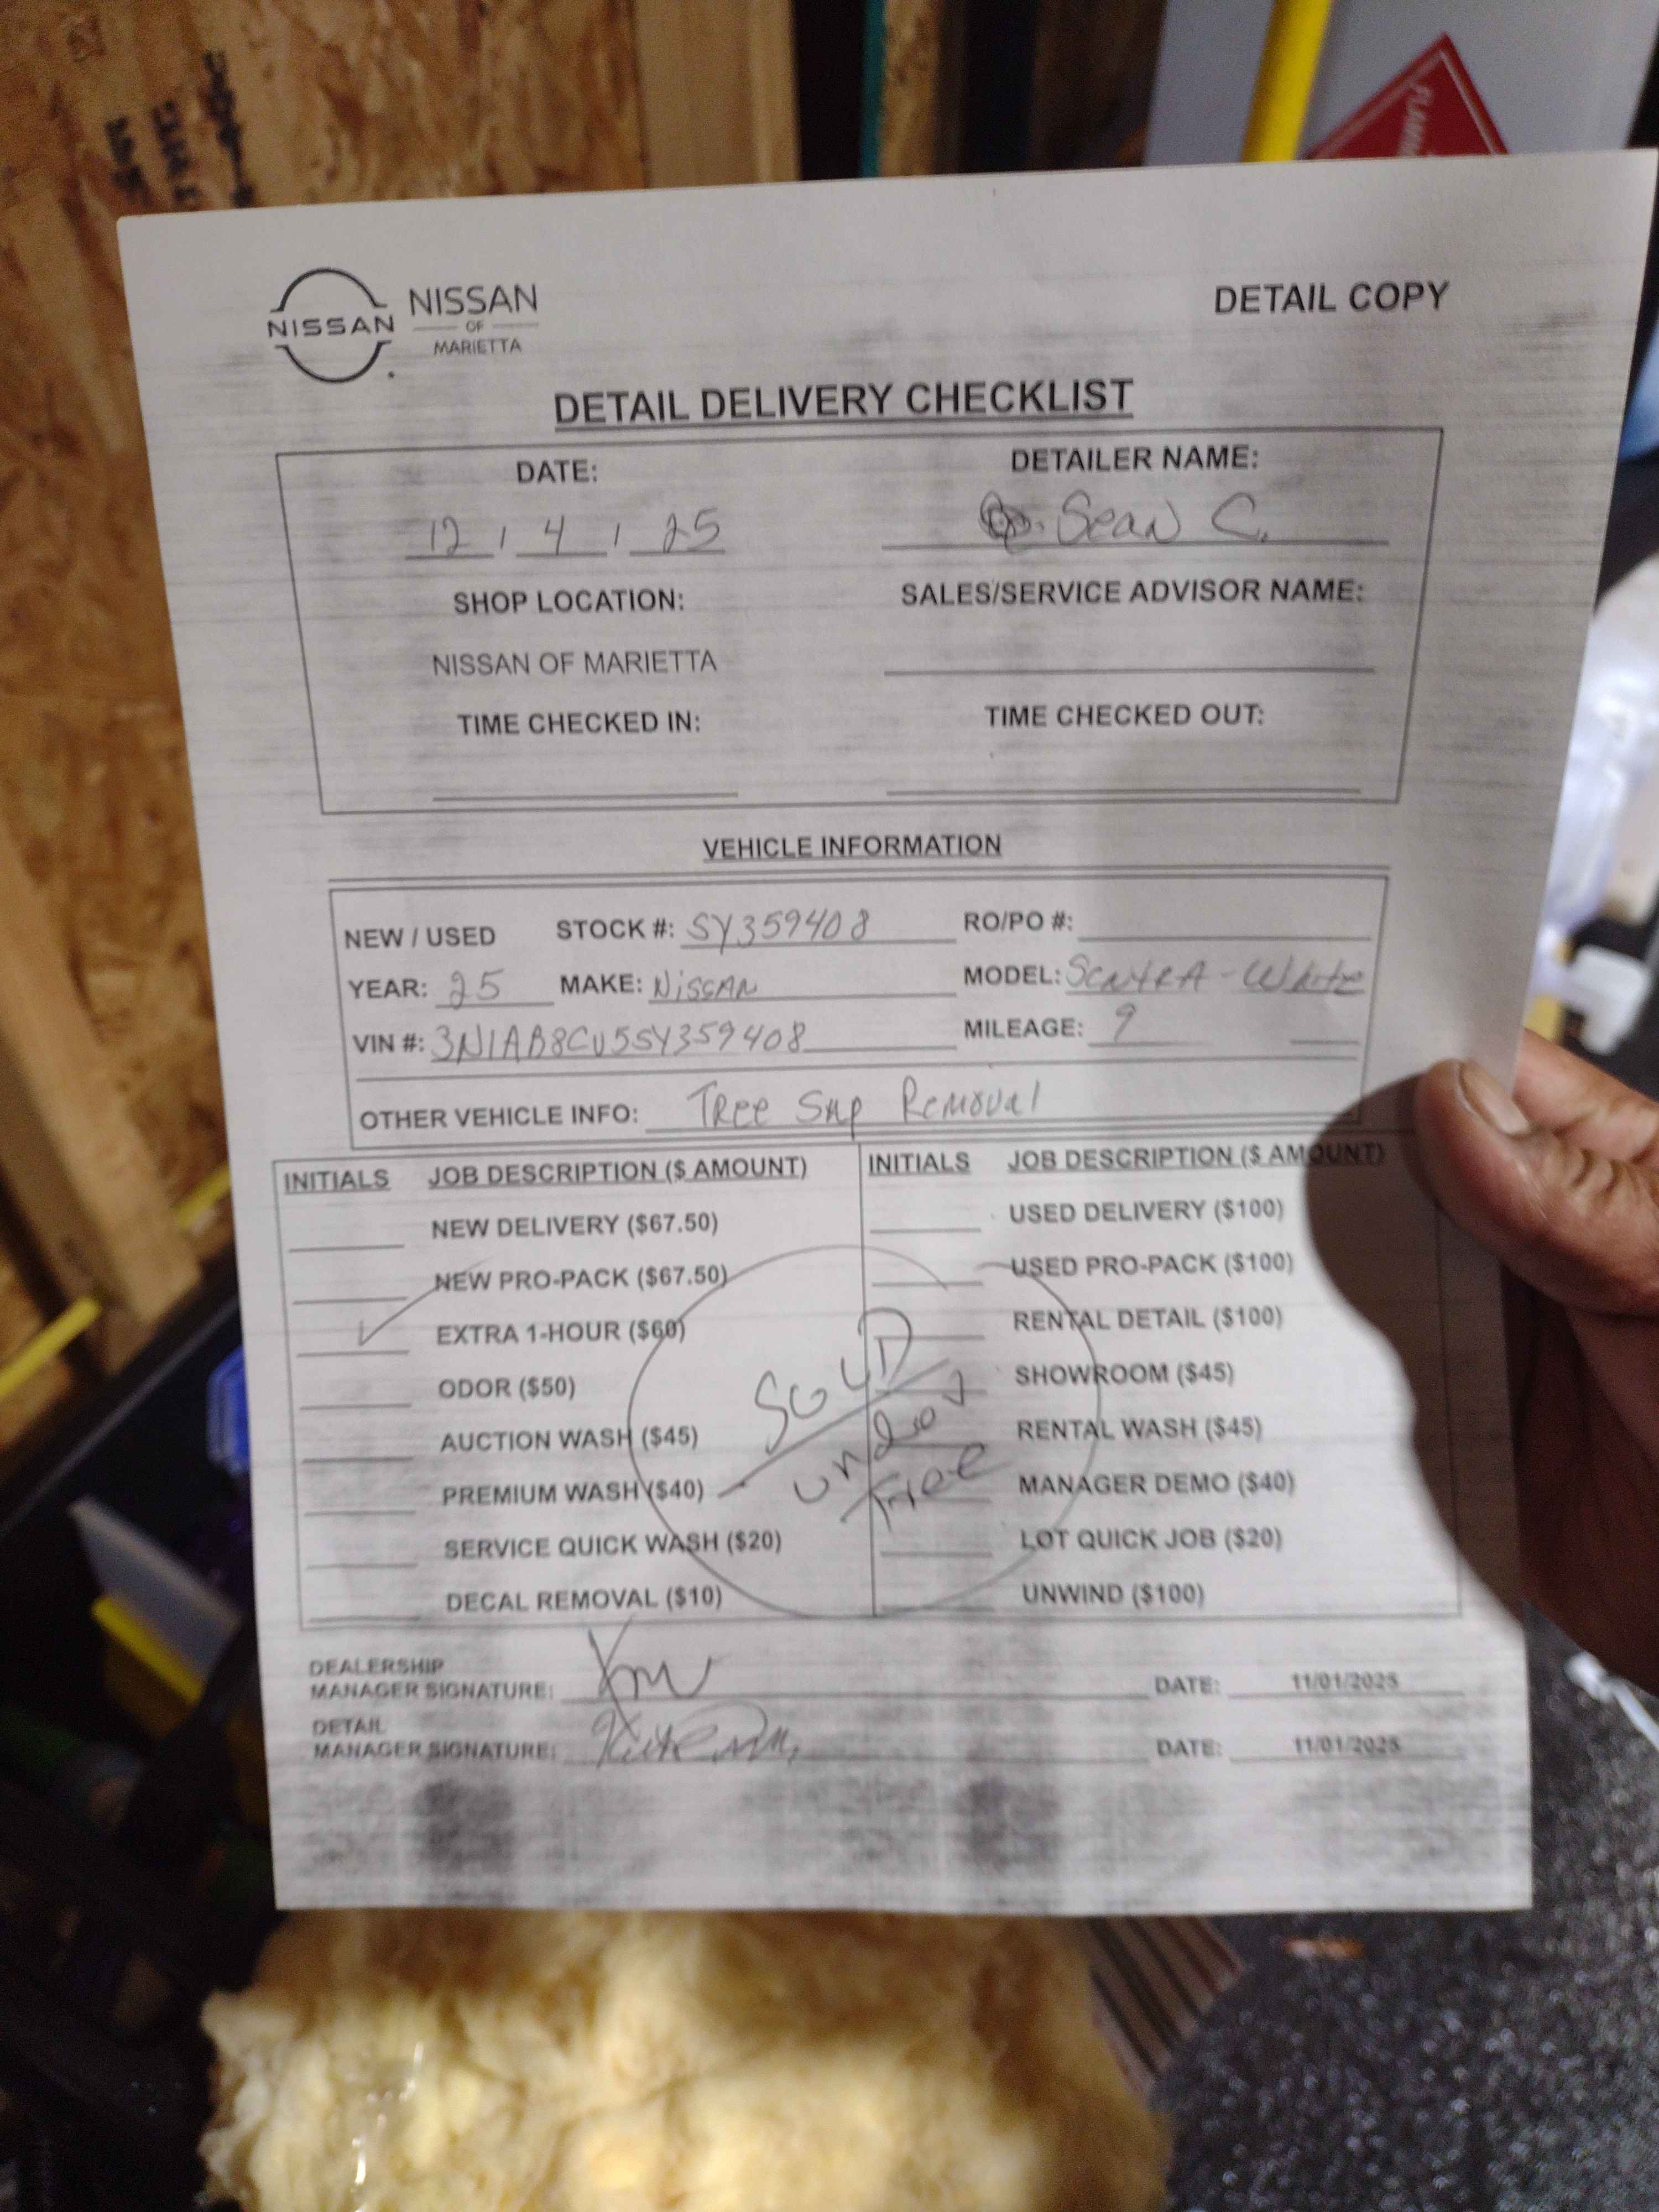 FLAMM
NISSAN
NISSAN
OF
MARIETTA
DETAIL COPY
DETAIL DELIVERY CHECKLIST
DATE:
DETAILER NAME:
12 / 4 / 25
Sean C.
SHOP LOCATION:
SALES/SERVICE ADVISOR NAME:
NISSAN OF MARIETTA
TIME CHECKED IN:
TIME CHECKED OUT:
VEHICLE INFORMATION
NEW / USED STOCK #: SY359408 RO/PO #:
YEAR: 25 MAKE: NiSSAN MODEL: SentRA - White
VIN #: 3N1AB8CV5SY359408 MILEAGE: 9
OTHER VEHICLE INFO: Tree Sap Removal
INITIALS JOB DESCRIPTION ($ AMOUNT)
NEW DELIVERY ($67.50)
NEW PRO-PACK ($67.50)
EXTRA 1-HOUR ($60)
ODOR ($50)
AUCTION WASH ($45)
PREMIUM WASH ($40)
SERVICE QUICK WASH ($20)
DECAL REMOVAL ($10)
INITIALS JOB DESCRIPTION ($ AMOUNT)
USED DELIVERY ($100)
USED PRO-PACK ($100)
RENTAL DETAIL ($100)
SHOWROOM ($45)
RENTAL WASH ($45)
MANAGER DEMO ($40)
LOT QUICK JOB ($20)
UNWIND ($100)
SOLD
under
tree
DEALERSHIP
MANAGER SIGNATURE: DATE: 11/01/2025
DETAIL
MANAGER SIGNATURE: DATE: 11/01/2025